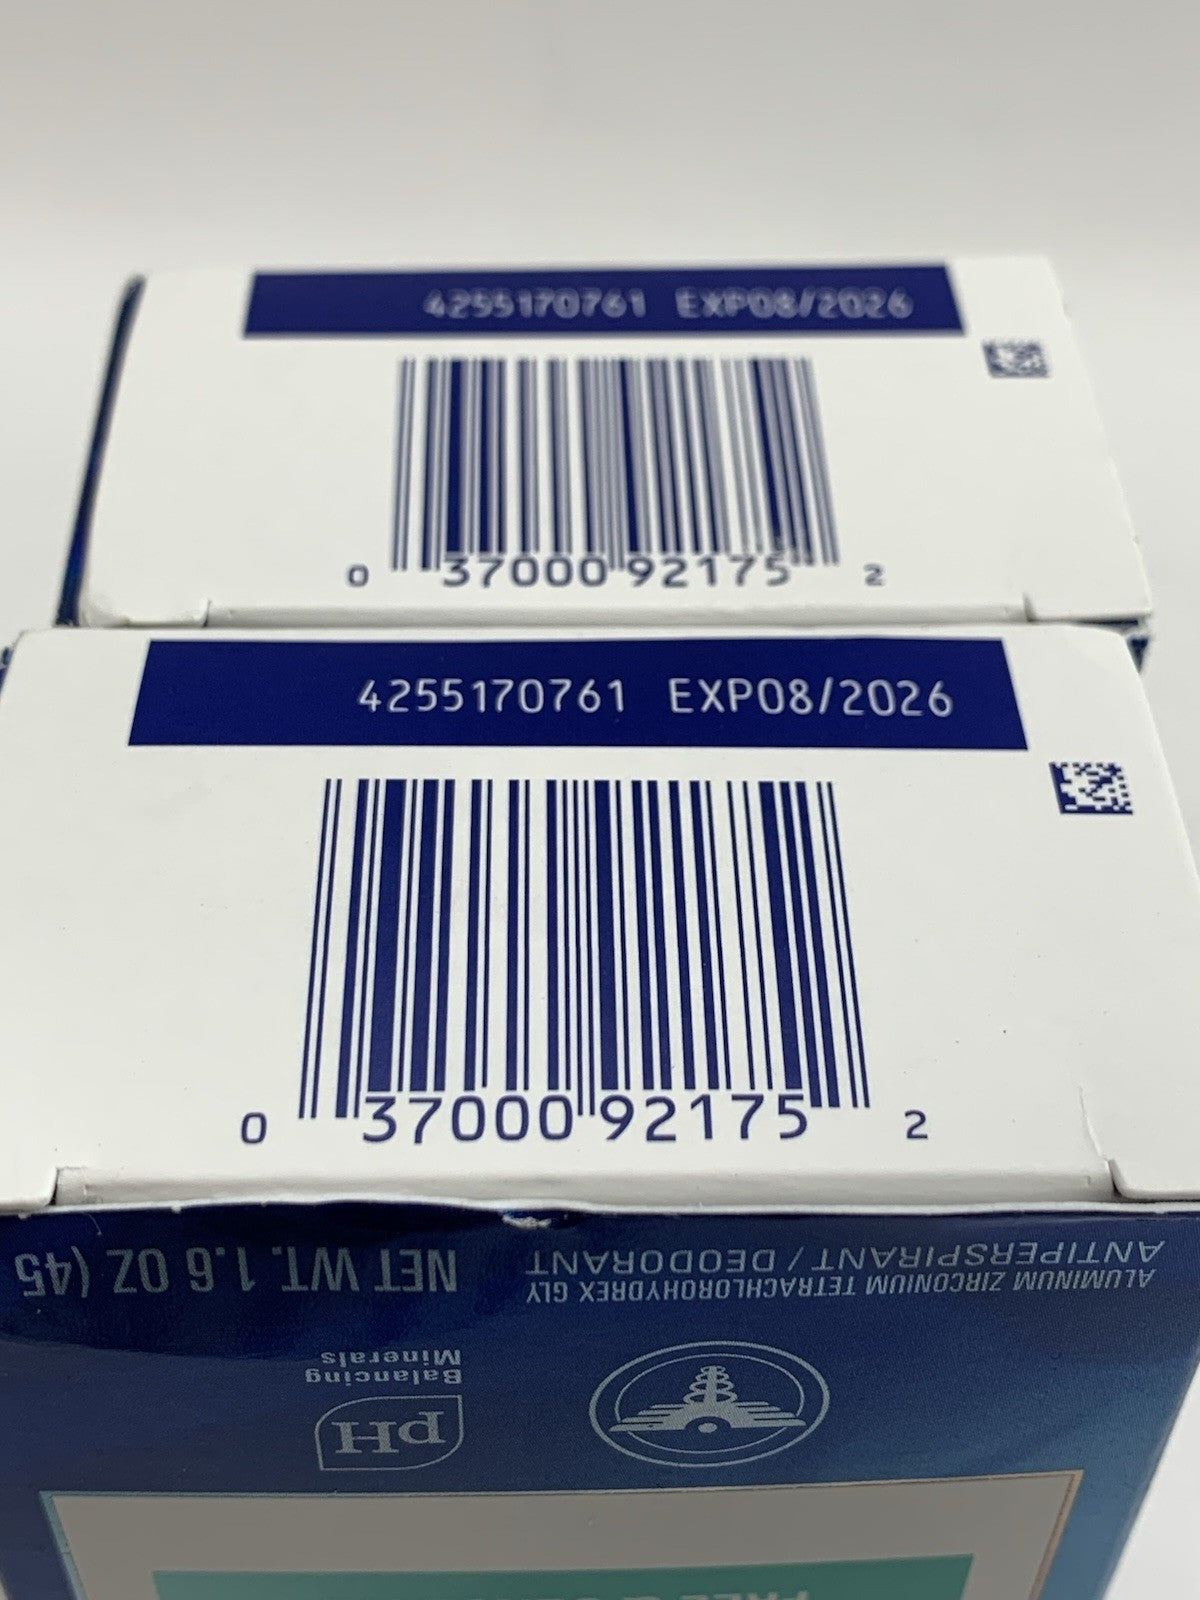 4255170761 EXP08/2026
0 37000 92175 2
4255170761 EXP08/2026
0 37000 92175 2
ANTIPERSPIRANT / DEODORANT
ALUMINUM ZIRCONIUM TETRACHLOROHYDREX GLY
NET WT. 1.6 OZ (45
pH
Balancing
Minerals